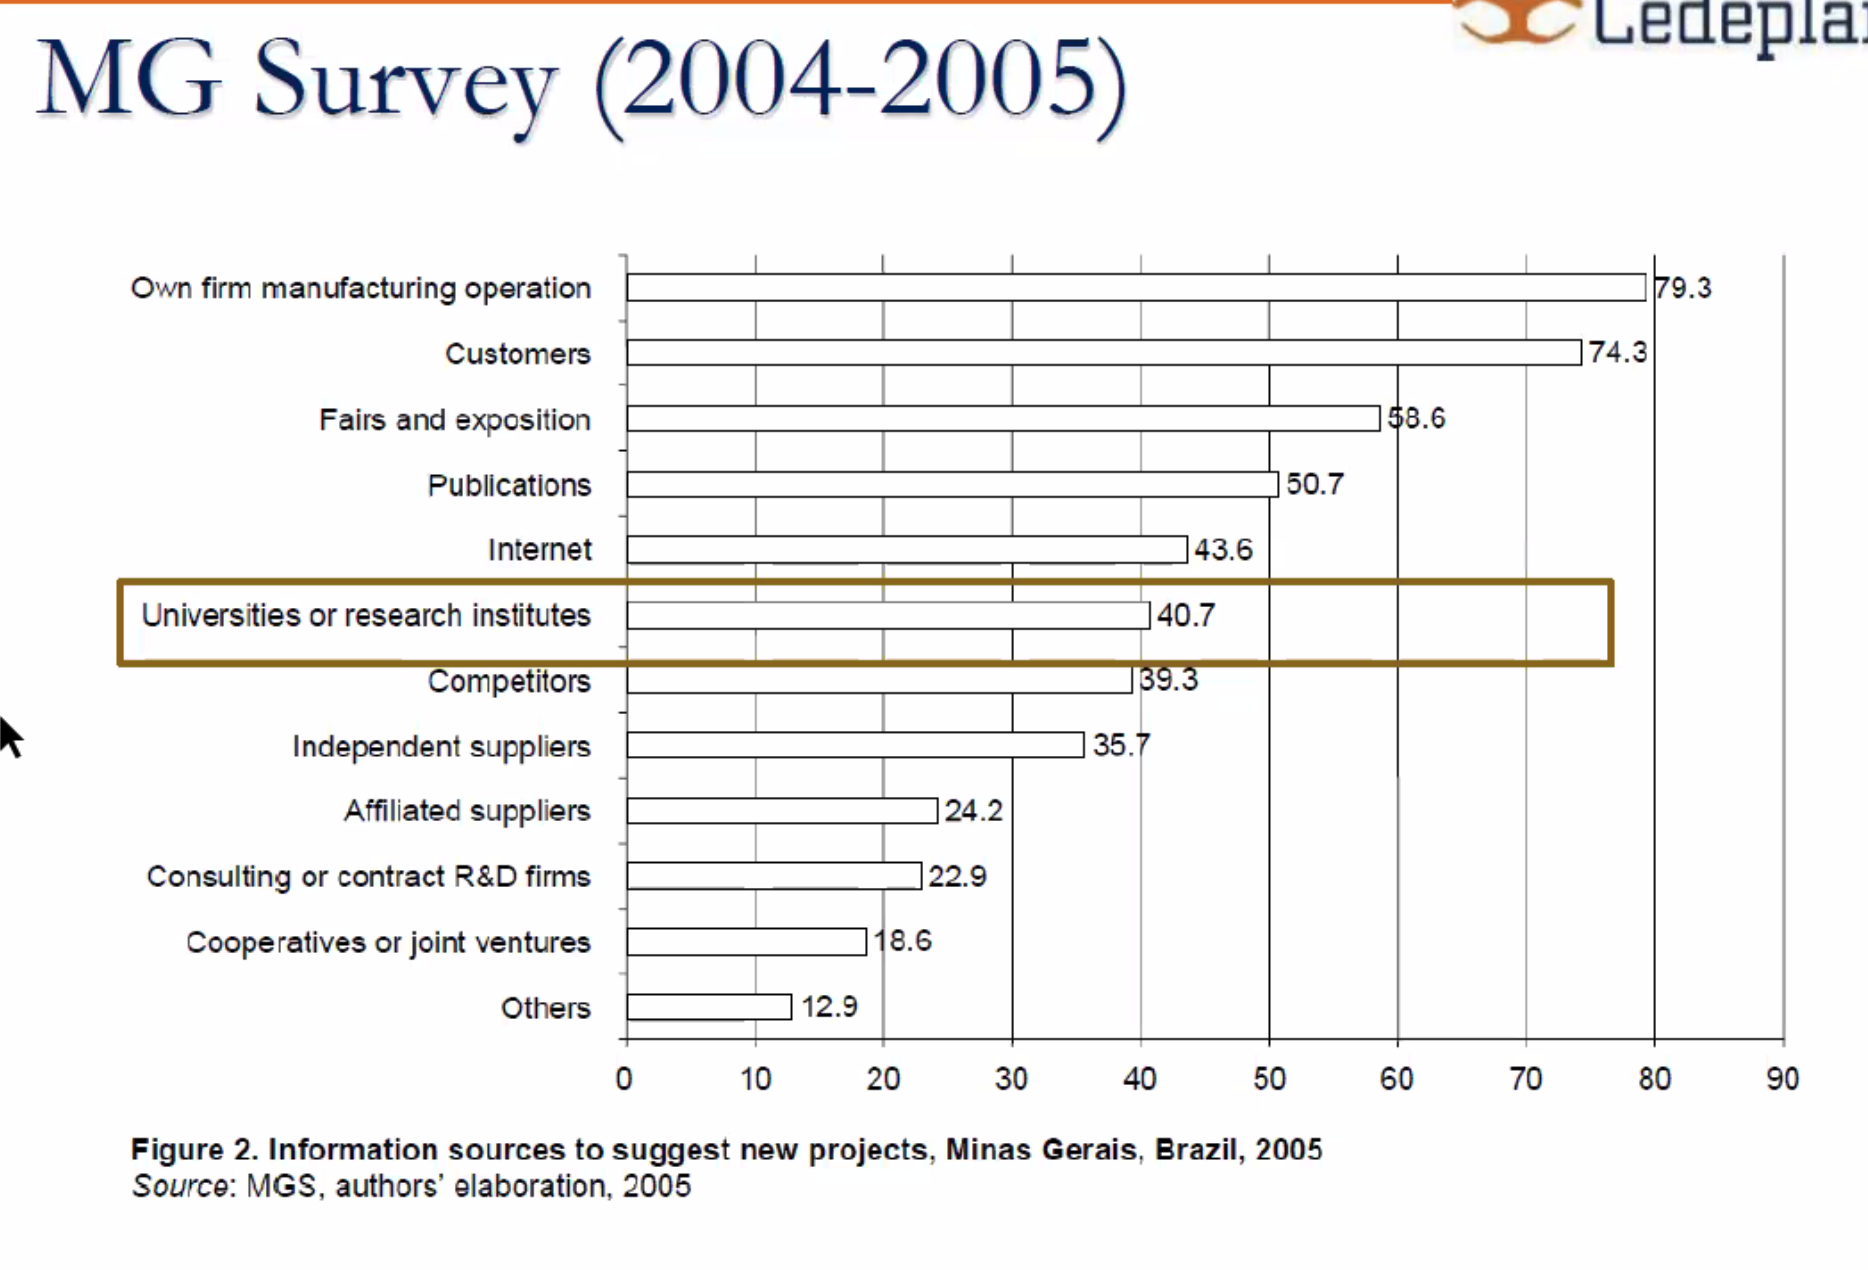 MG Survey (2004-2005)
Own firm manufacturing operation 79.3
Customers 74.3
Fairs and exposition 58.6
Publications 50.7
Internet 43.6
Universities or research institutes 40.7
Competitors 39.3
Independent suppliers 35.7
Affiliated suppliers 24.2
Consulting or contract R&D firms 22.9
Cooperatives or joint ventures 18.6
Others 12.9
0 10 20 30 40 50 60 70 80 90
Figure 2. Information sources to suggest new projects, Minas Gerais, Brazil, 2005
Source: MGS, authors’ elaboration, 2005